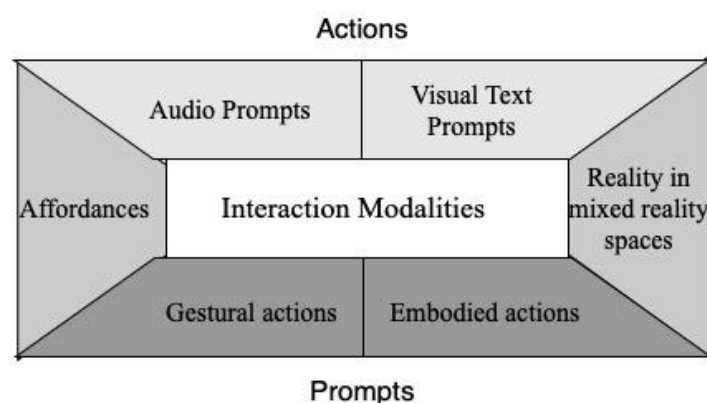 Actions
Audio Prompts
Visual Text
Prompts
Affordances
Interaction Modalities
Reality in
mixed reality
spaces
Gestural actions
Embodied actions
Prompts